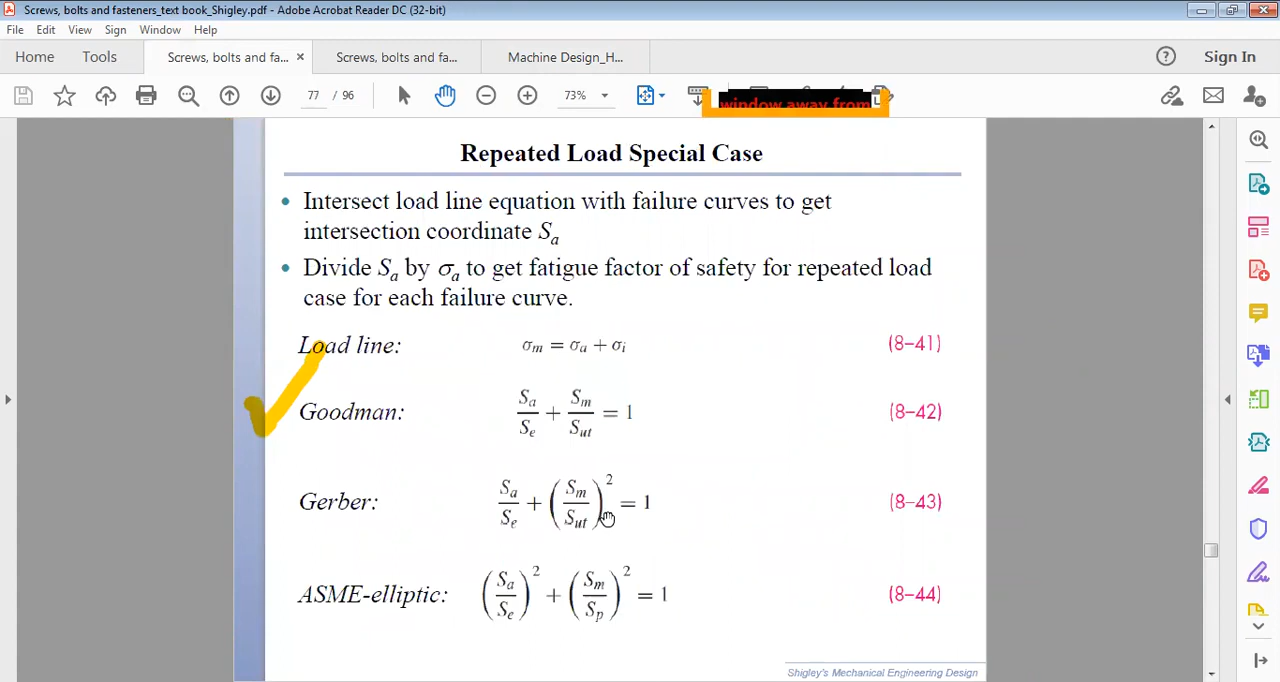 Screws, bolts and fasteners_text book_Shigley.pdf - Adobe Acrobat Reader DC (32-bit)
File Edit View Sign Window Help
Home Tools Screws, bolts and fa... × Screws, bolts and fa... Machine Design_H... Sign In
77 / 96 73% window away from
Repeated Load Special Case
• Intersect load line equation with failure curves to get
intersection coordinate Sₐ
• Divide Sₐ by σₐ to get fatigue factor of safety for repeated load
case for each failure curve.
Load line: σₘ = σₐ + σᵢ (8–41)
Goodman: Sₐ/Sₑ + Sₘ/Sᵤₜ = 1 (8–42)
Gerber: Sₐ/Sₑ + (Sₘ/Sᵤₜ)² = 1 (8–43)
ASME-elliptic: (Sₐ/Sₑ)² + (Sₘ/Sₚ)² = 1 (8–44)
Shigley's Mechanical Engineering Design